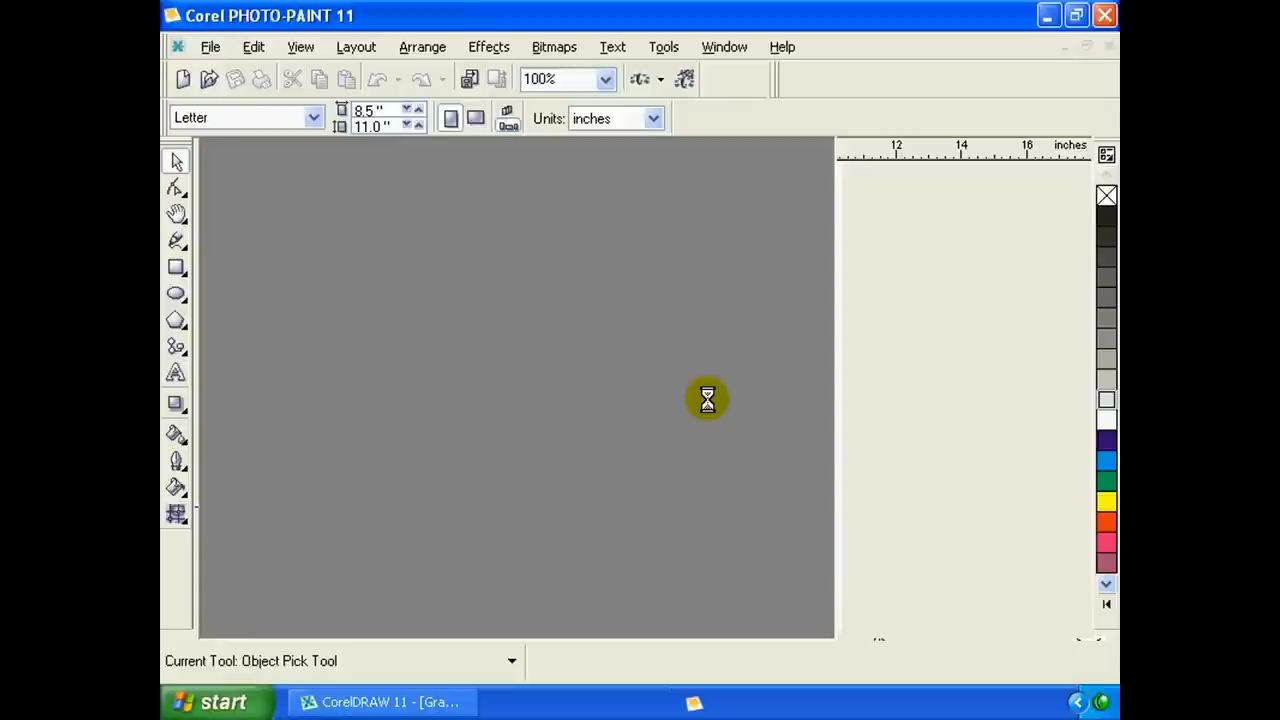 Corel PHOTO-PAINT 11
File Edit View Layout Arrange Effects Bitmaps Text Tools Window Help
100%
Letter 8.5 " Units: inches
11.0 "
12 14 16 inches
Current Tool: Object Pick Tool
start CorelDRAW 11 - [Gra...